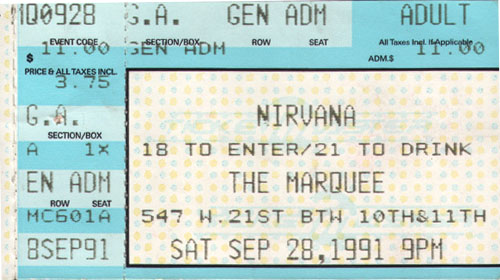 MQ0928 G.A. GEN ADM ADULT
EVENT CODE SECTION/BOX ROW SEAT All Taxes Incl. If Applicable
$ 11.00 GEN ADM ADM.$ 11.00
PRICE & ALL TAXES INCL.
3.75
G.A.
SECTION/BOX
A 1X
EN ADM
MC601A
8SEP91
NIRVANA
18 TO ENTER/21 TO DRINK
THE MARQUEE
547 W.21ST BTW 10TH&11TH
SAT SEP 28,1991 9PM